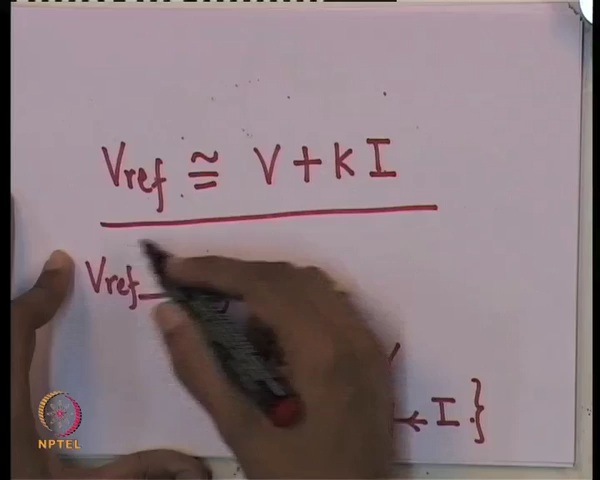 Vref ≅ V + K I
Vref
← I }
NPTEL